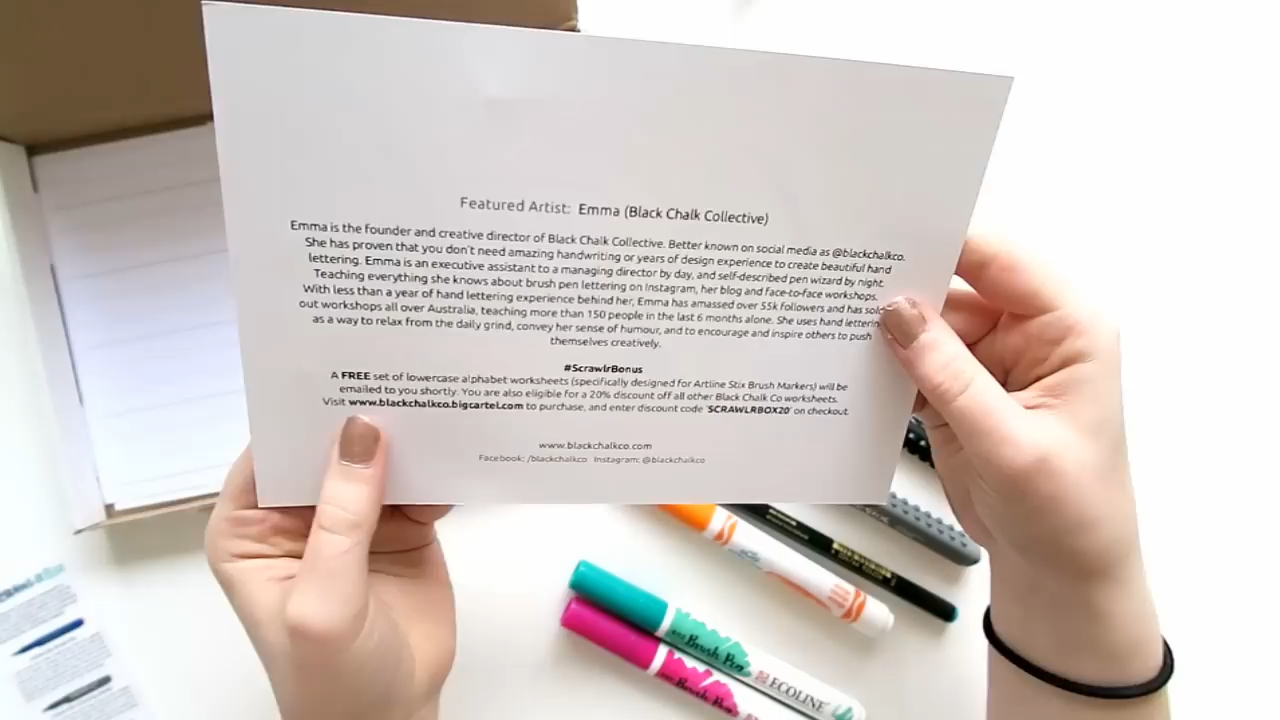 Featured Artist: Emma (Black Chalk Collective)
Emma is the founder and creative director of Black Chalk Collective. Better known on social media as @blackchalkco.
She has proven that you don't need amazing handwriting or years of design experience to create beautiful hand
lettering. Emma is an executive assistant to a managing director by day, and self-described pen wizard by night.
Teaching everything she knows about brush pen lettering on Instagram, her blog and face-to-face workshops.
With less than a year of hand lettering experience behind her, Emma has amassed over 55k followers and has sold
out workshops all over Australia, teaching more than 150 people in the last 6 months alone. She uses hand lettering
as a way to relax from the daily grind, convey her sense of humour, and to encourage and inspire others to push
themselves creatively.
#ScrawlrBonus
A FREE set of lowercase alphabet worksheets (specifically designed for Artline Stix Brush Markers) will be
emailed to you shortly. You are also eligible for a 20% discount off all other Black Chalk Co worksheets.
Visit www.blackchalkco.bigcartel.com to purchase, and enter discount code 'SCRAWLRBOX20' on checkout
www.blackchalkco.com
Facebook: /blackchalkco Instagram: @blackchalkco
Brush Pen ECOLINE
Brush Pen